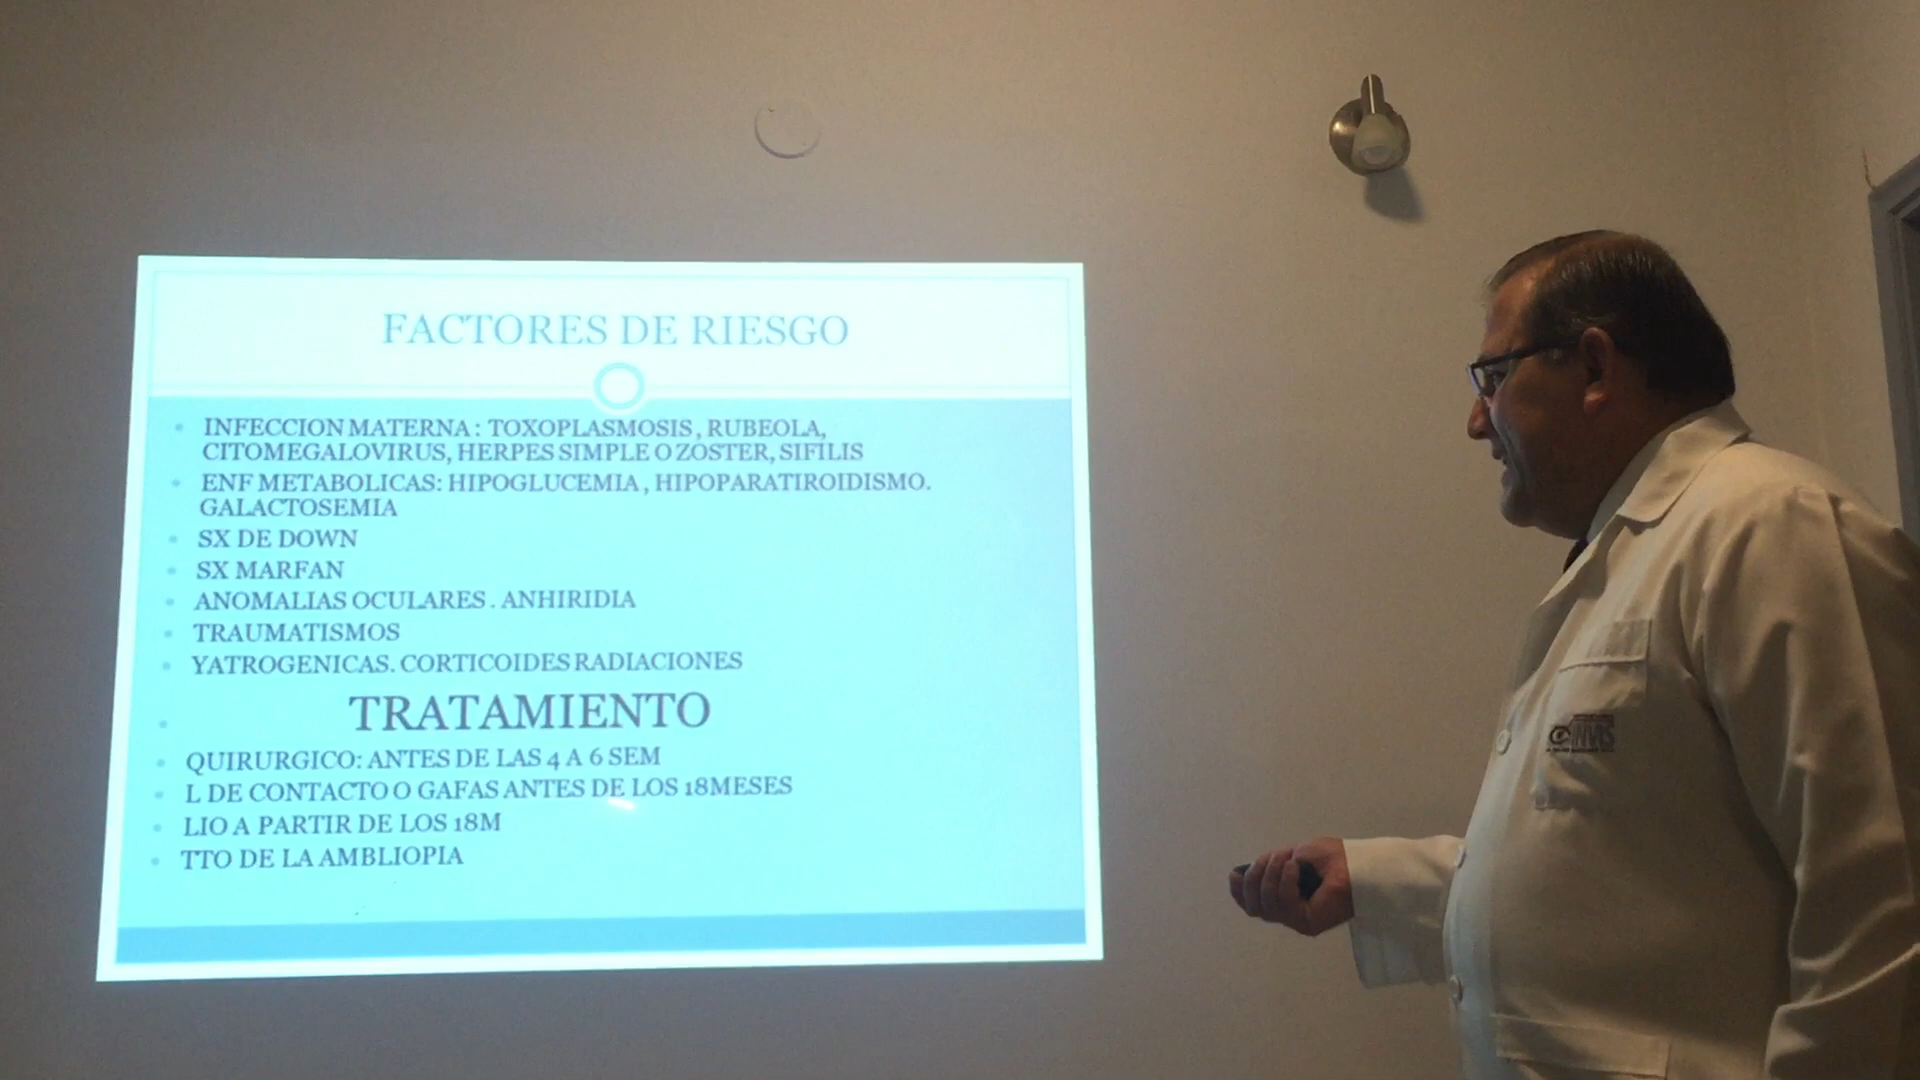 FACTORES DE RIESGO
INFECCION MATERNA : TOXOPLASMOSIS , RUBEOLA,
CITOMEGALOVIRUS, HERPES SIMPLE O ZOSTER, SIFILIS
ENF METABOLICAS: HIPOGLUCEMIA , HIPOPARATIROIDISMO.
GALACTOSEMIA
SX DE DOWN
SX MARFAN
ANOMALIAS OCULARES . ANHIRIDIA
TRAUMATISMOS
YATROGENICAS. CORTICOIDES RADIACIONES
TRATAMIENTO
QUIRURGICO: ANTES DE LAS 4 A 6 SEM
L DE CONTACTO O GAFAS ANTES DE LOS 18MESES
LIO A PARTIR DE LOS 18M
TTO DE LA AMBLIOPIA